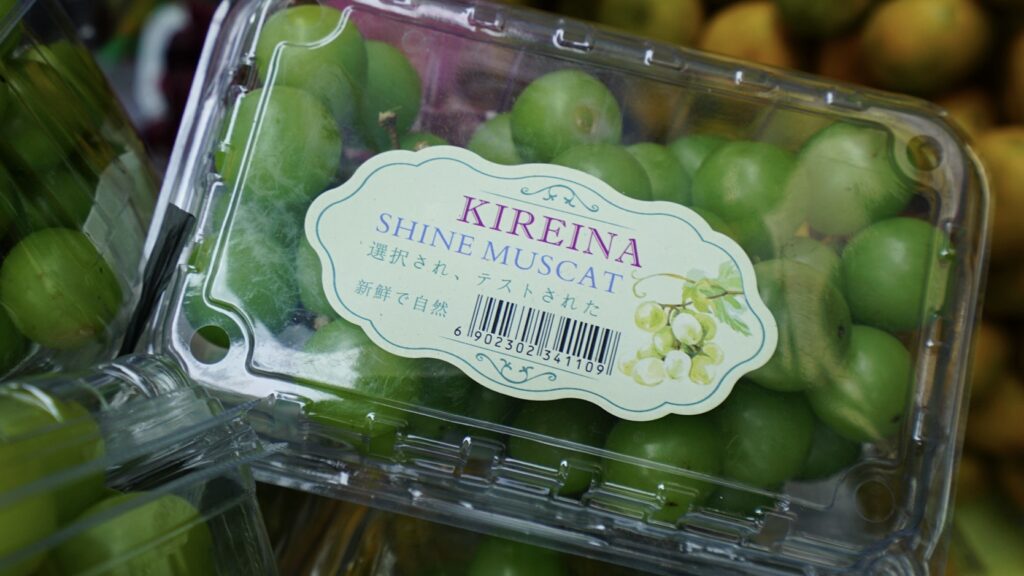 KIREINA
SHINE MUSCAT
選択され、テストされた
新鮮で自然
6 902302 341109